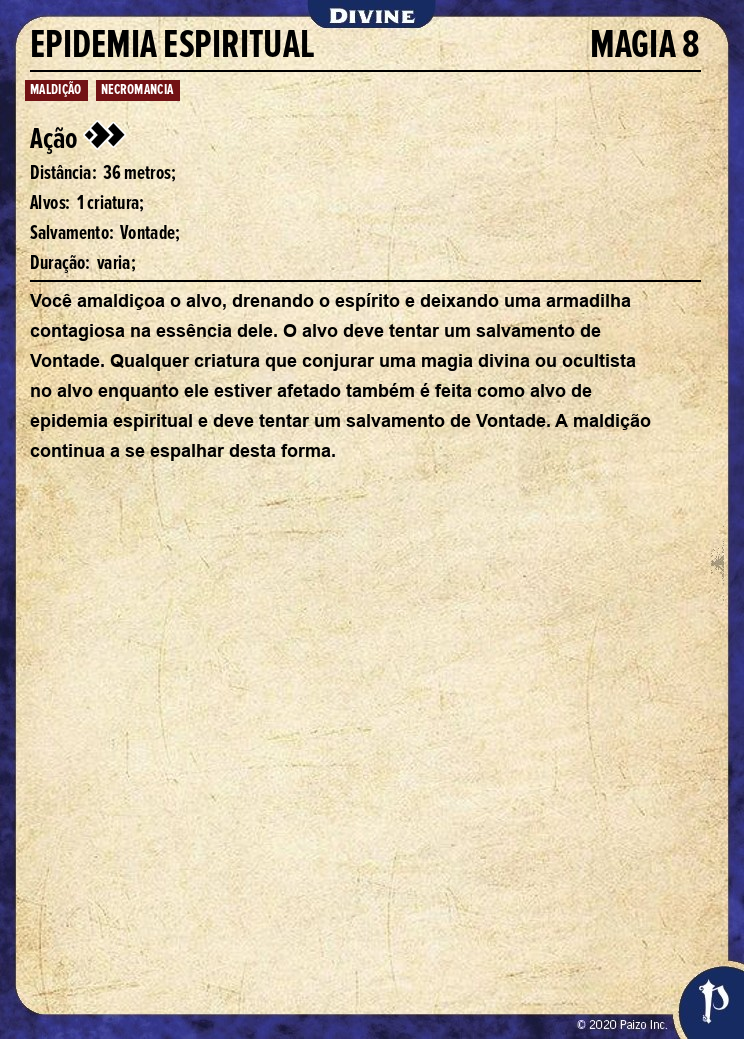 DIVINE
EPIDEMIA ESPIRITUAL MAGIA 8
MALDIÇÃO NECROMANCIA
Ação
Distância: 36 metros;
Alvos: 1 criatura;
Salvamento: Vontade;
Duração: varia;
Você amaldiçoa o alvo, drenando o espírito e deixando uma armadilha
contagiosa na essência dele. O alvo deve tentar um salvamento de
Vontade. Qualquer criatura que conjurar uma magia divina ou ocultista
no alvo enquanto ele estiver afetado também é feita como alvo de
epidemia espiritual e deve tentar um salvamento de Vontade. A maldição
continua a se espalhar desta forma.
© 2020 Paizo Inc.
P